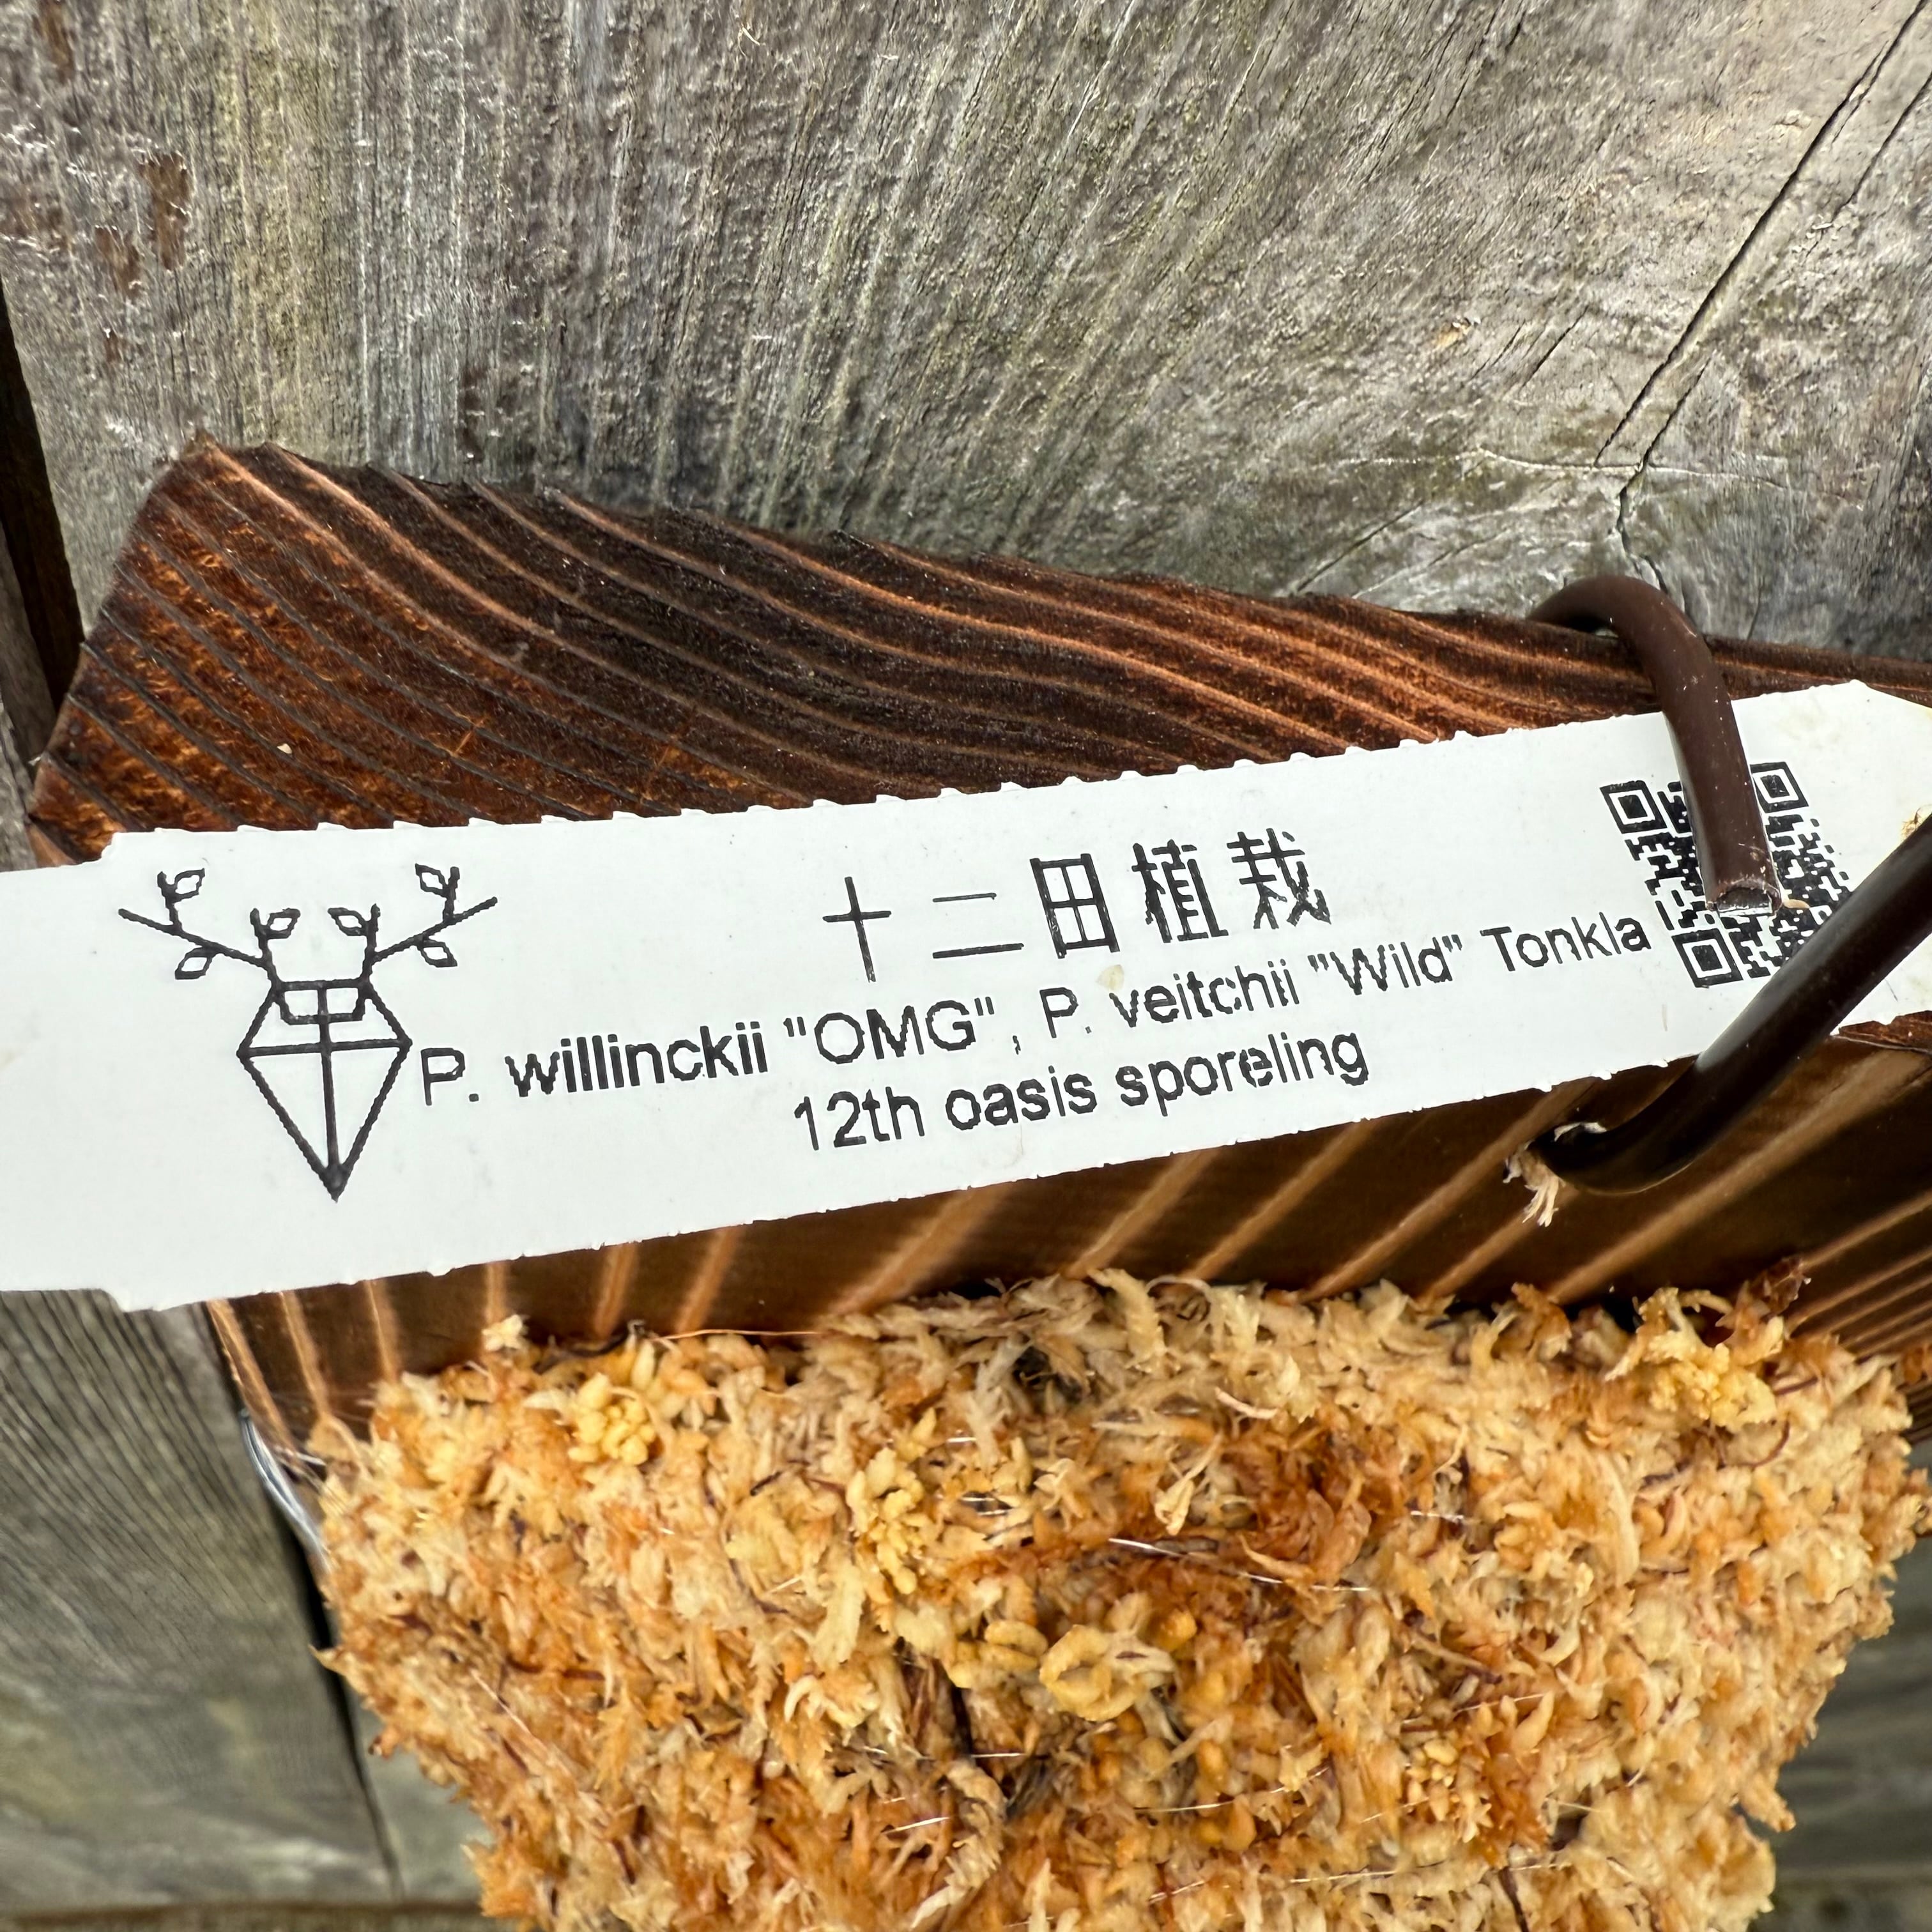 十二田植栽
P. willinckii "OMG", P. veitchii "Wild" Tonkla
12th oasis sporeling